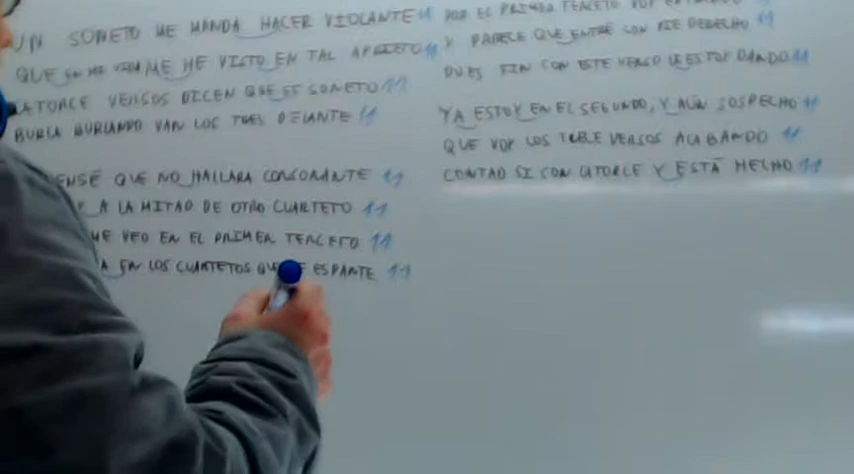 UN SONETO ME MANDA HACER VIOLANTE 11
QUE EN MI VIDA ME HE VISTO EN TAL APRIETO 11
CATORCE VERSOS DICEN QUE ES SONETO 11
BURLA BURLANDO VAN LOS TRES DELANTE 11
ENSÉ QUE NO HALLARA CONSONANTE 11
A LA MITAD DE OTRO CUARTETO 11
ME VEO EN EL PRIMER TERCETO 11
EN LOS CUARTETOS QUE ESPANTE 11
POR EL PRIMER TERCETO VOY
Y PARECE QUE ENTRÉ CON PIE DERECHO 11
PUES FIN CON ESTE VERSO LE ESTOY DANDO 11
YA ESTOY EN EL SEGUNDO, Y AÚN SOSPECHO 11
QUE VOY LOS TRECE VERSOS ACABANDO 11
CONTAD SI SON CATORCE Y ESTÁ HECHO 11